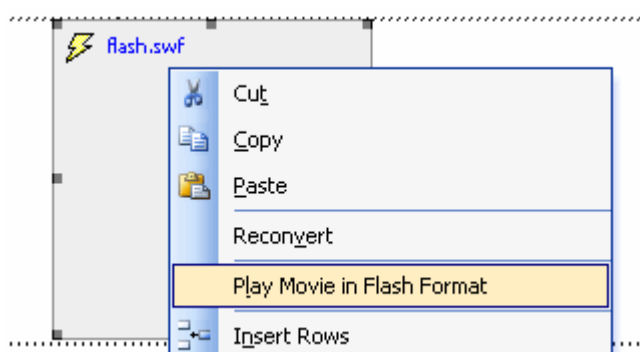 flash.swf
Cut
Copy
Paste
Reconvert
Play Movie in Flash Format
Insert Rows